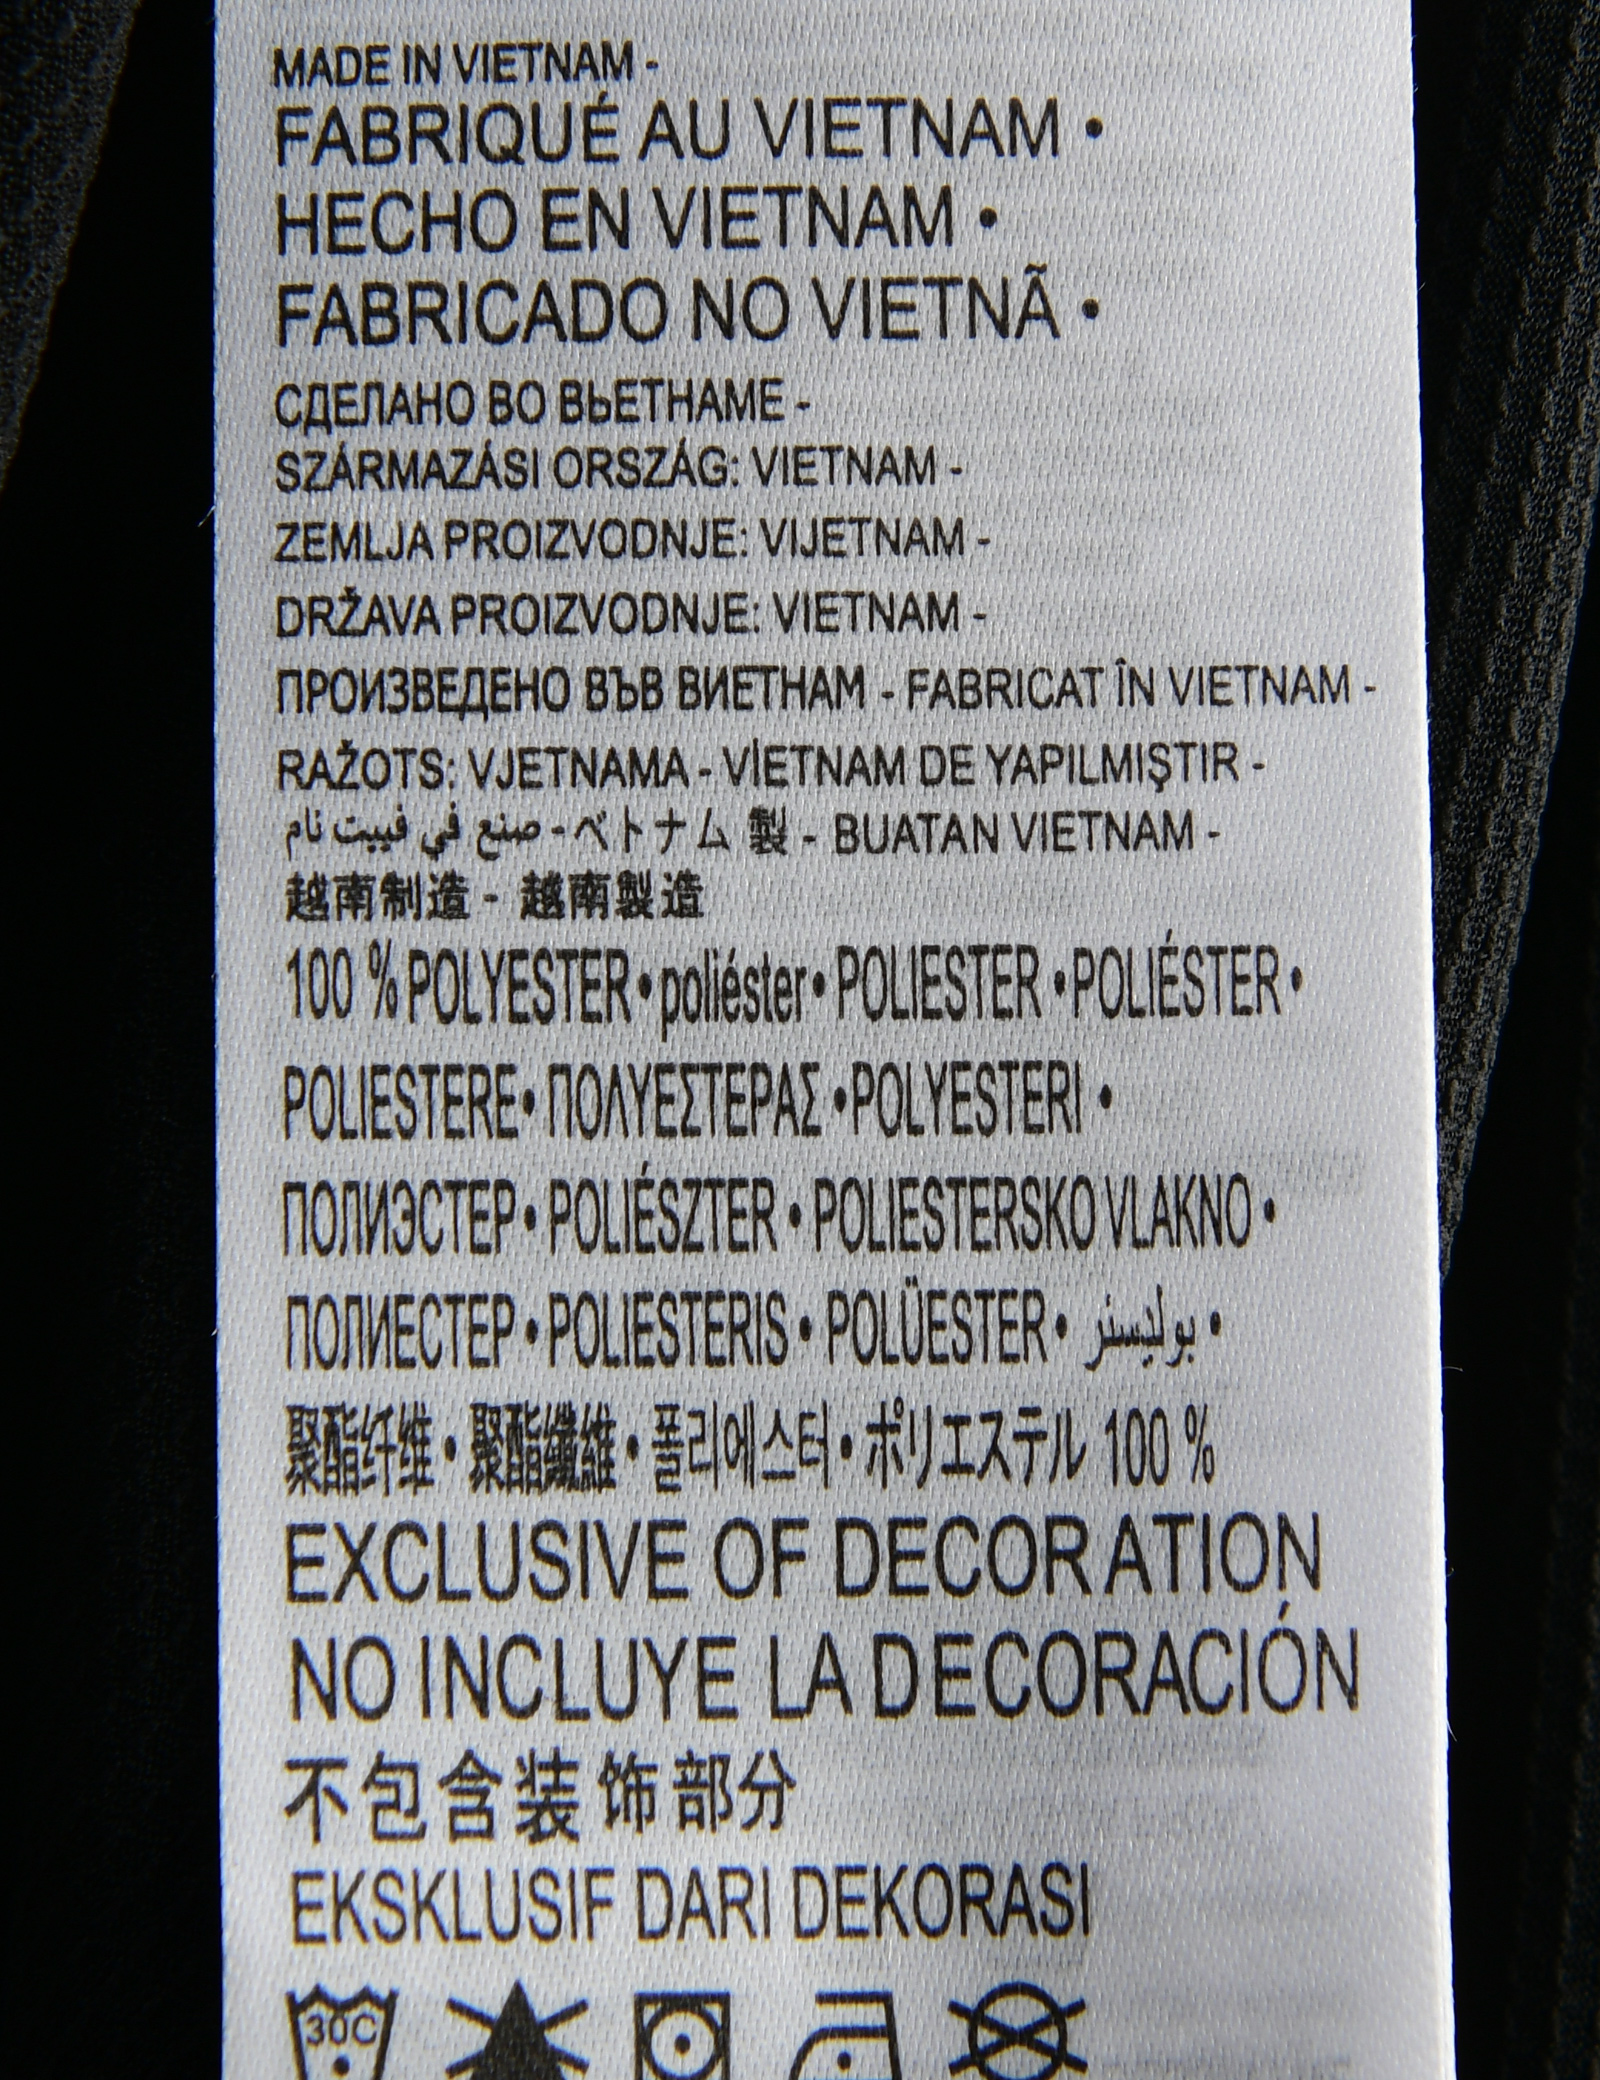 MADE IN VIETNAM -
FABRIQUÉ AU VIETNAM •
HECHO EN VIETNAM •
FABRICADO NO VIETNÃ •
СДЕЛАНО ВО ВЬЕТНАМЕ -
SZÁRMAZÁSI ORSZÁG: VIETNAM -
ZEMLJA PROIZVODNJE: VIJETNAM -
DRŽAVA PROIZVODNJE: VIETNAM -
ПРОИЗВЕДЕНО ВЪВ ВИЕТНАМ - FABRICAT ÎN VIETNAM -
RAŽOTS: VJETNAMA - VİETNAM DE YAPILMIŞTIR -
صنع في فييت نام - ベトナム 製 - BUATAN VIETNAM -
越南制造 - 越南製造
100 % POLYESTER • poliéster • POLIESTER • POLIÉSTER •
POLIESTERE • ΠΟΛΥΕΣΤΕΡΑΣ • POLYESTERI •
ПОЛИЭСТЕР • POLIÉSZTER • POLIESTERSKO VLAKNO •
ПОЛИЕСТЕР • POLIESTERIS • POLÜESTER • بوليستر •
聚酯纤维 • 聚酯纖維 • 폴리에스터 • ポリエステル 100 %
EXCLUSIVE OF DECORATION
NO INCLUYE LA DECORACIÓN
不包含装饰部分
EKSKLUSIF DARI DEKORASI
30C